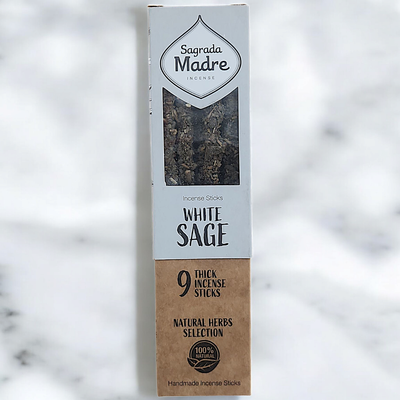 Sagrada
Madre
INCENSE
Incense Sticks
WHITE
SAGE
9 THICK
INCENSE
STICKS
NATURAL HERBS
SELECTION
100%
NATURAL
Handmade Incense Sticks